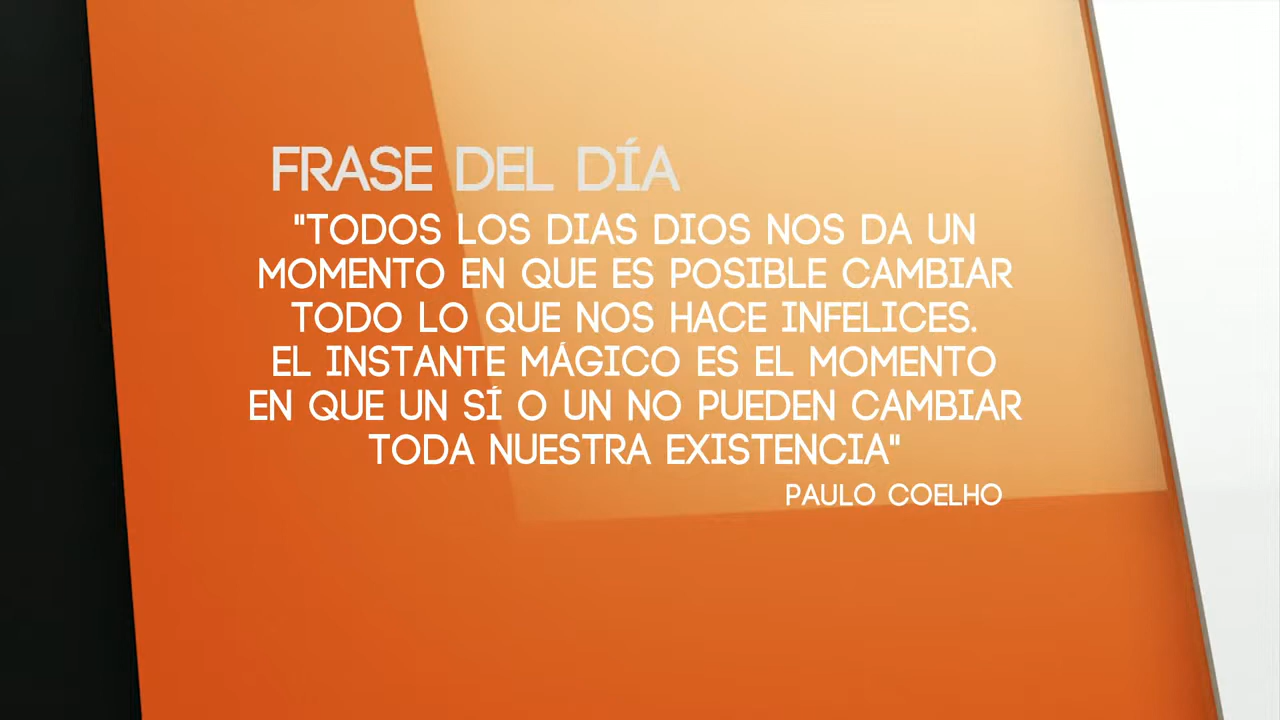 FRASE DEL DÍA
"TODOS LOS DIAS DIOS NOS DA UN
MOMENTO EN QUE ES POSIBLE CAMBIAR
TODO LO QUE NOS HACE INFELICES.
EL INSTANTE MÁGICO ES EL MOMENTO
EN QUE UN SÍ O UN NO PUEDEN CAMBIAR
TODA NUESTRA EXISTENCIA"
PAULO COELHO